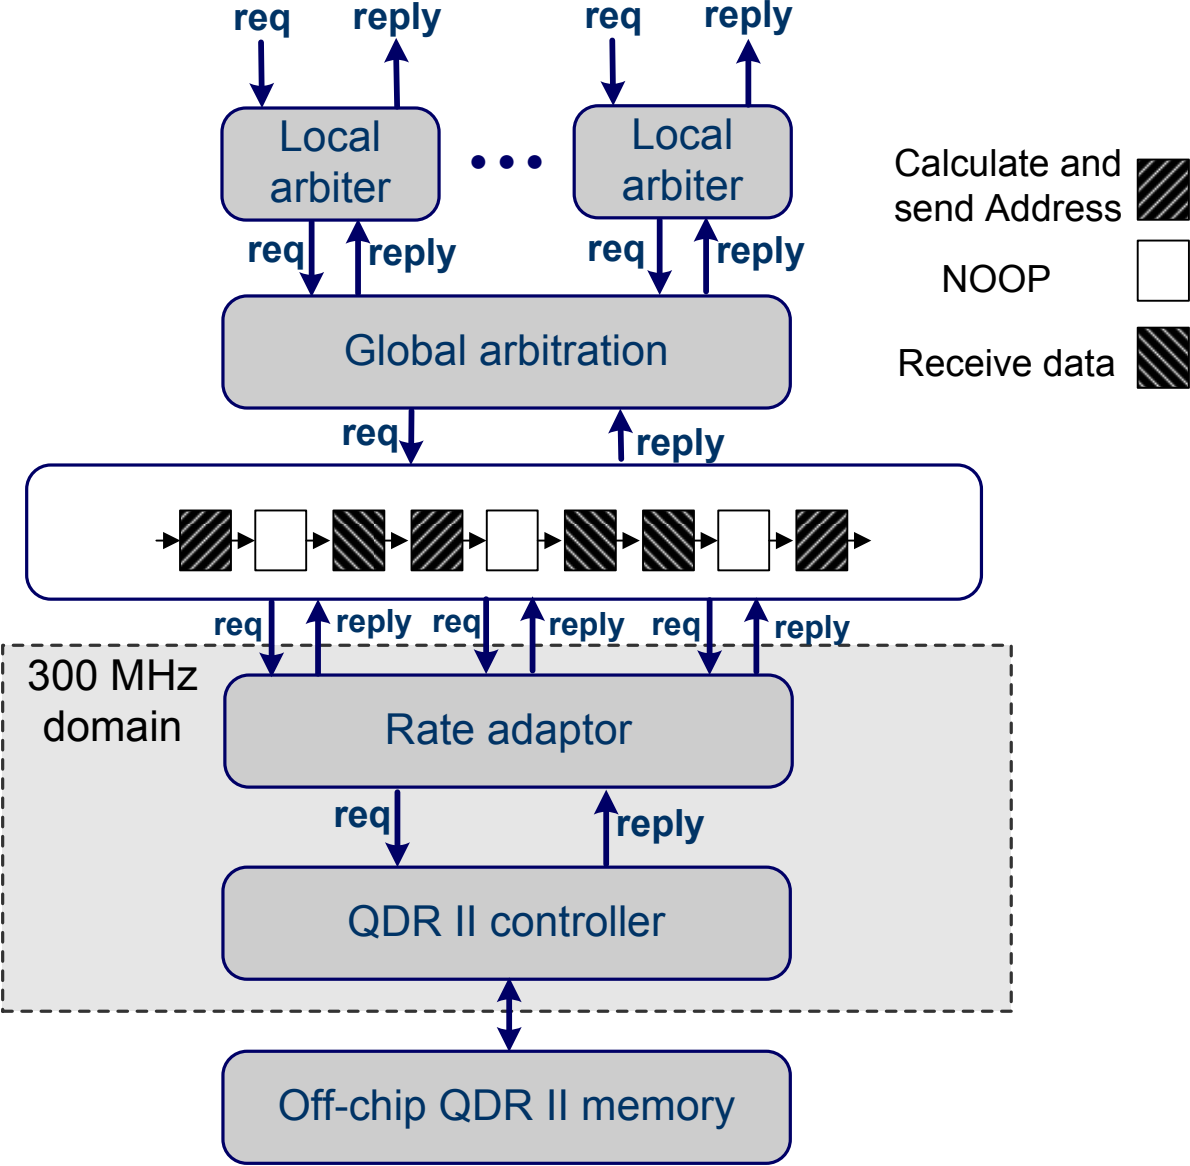 req
reply
req
reply
Local
arbiter
Local
arbiter
Calculate and
send Address
req
reply
req
reply
NOOP
Global arbitration
Receive data
req
reply
req
reply
req
reply
req
reply
300 MHz
domain
Rate adaptor
req
reply
QDR II controller
Off-chip QDR II memory